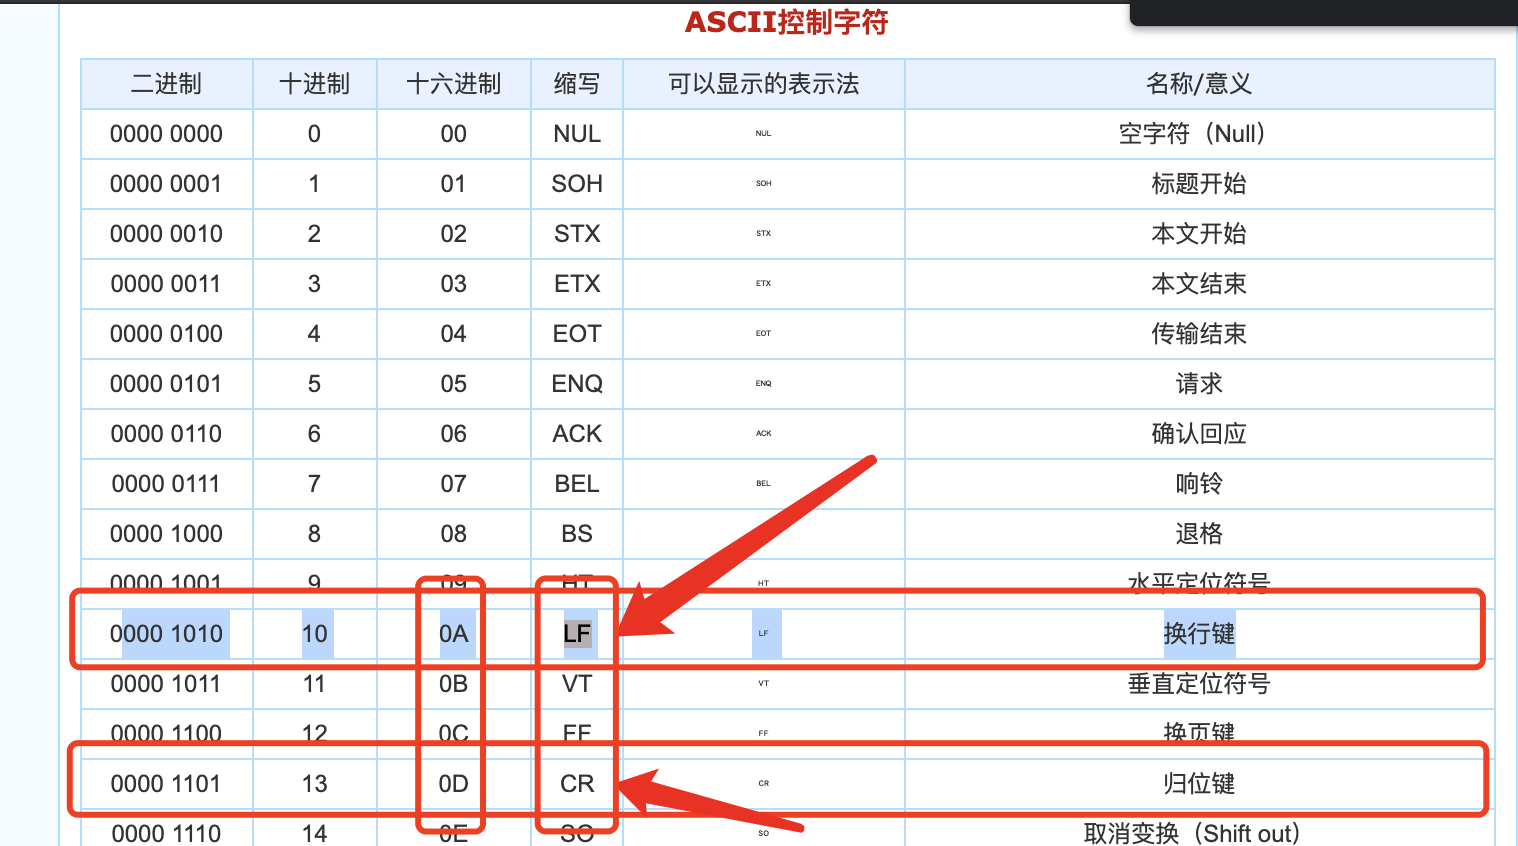 ASCII控制字符
二进制 十进制 十六进制 缩写 可以显示的表示法 名称/意义
0000 0000 0 00 NUL NUL 空字符（Null）
0000 0001 1 01 SOH SOH 标题开始
0000 0010 2 02 STX STX 本文开始
0000 0011 3 03 ETX ETX 本文结束
0000 0100 4 04 EOT EOT 传输结束
0000 0101 5 05 ENQ ENQ 请求
0000 0110 6 06 ACK ACK 确认回应
0000 0111 7 07 BEL BEL 响铃
0000 1000 8 08 BS 退格
0000 1001 9 09 HT HT 水平定位符号
0000 1010 10 0A LF LF 换行键
0000 1011 11 0B VT VT 垂直定位符号
0000 1100 12 0C FF FF 换页键
0000 1101 13 0D CR CR 归位键
0000 1110 14 0E SO SO 取消变换（Shift out）